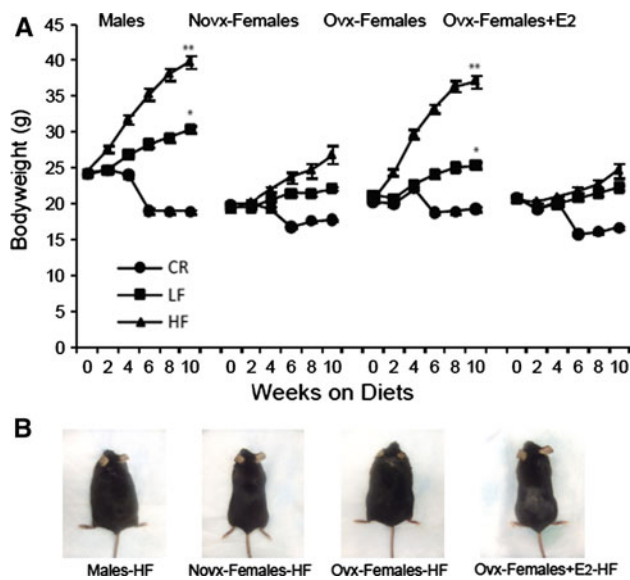 A
Males Novx-Females Ovx-Females Ovx-Females+E2
Bodyweight (g)
45
40
35
30
25
20
15
10
5
0
** * ** *
CR
LF
HF
0 2 4 6 8 10 0 2 4 6 8 10 0 2 4 6 8 10 0 2 4 6 8 10
Weeks on Diets
B
Males-HF Novx-Females-HF Ovx-Females-HF Ovx-Females+E2-HF